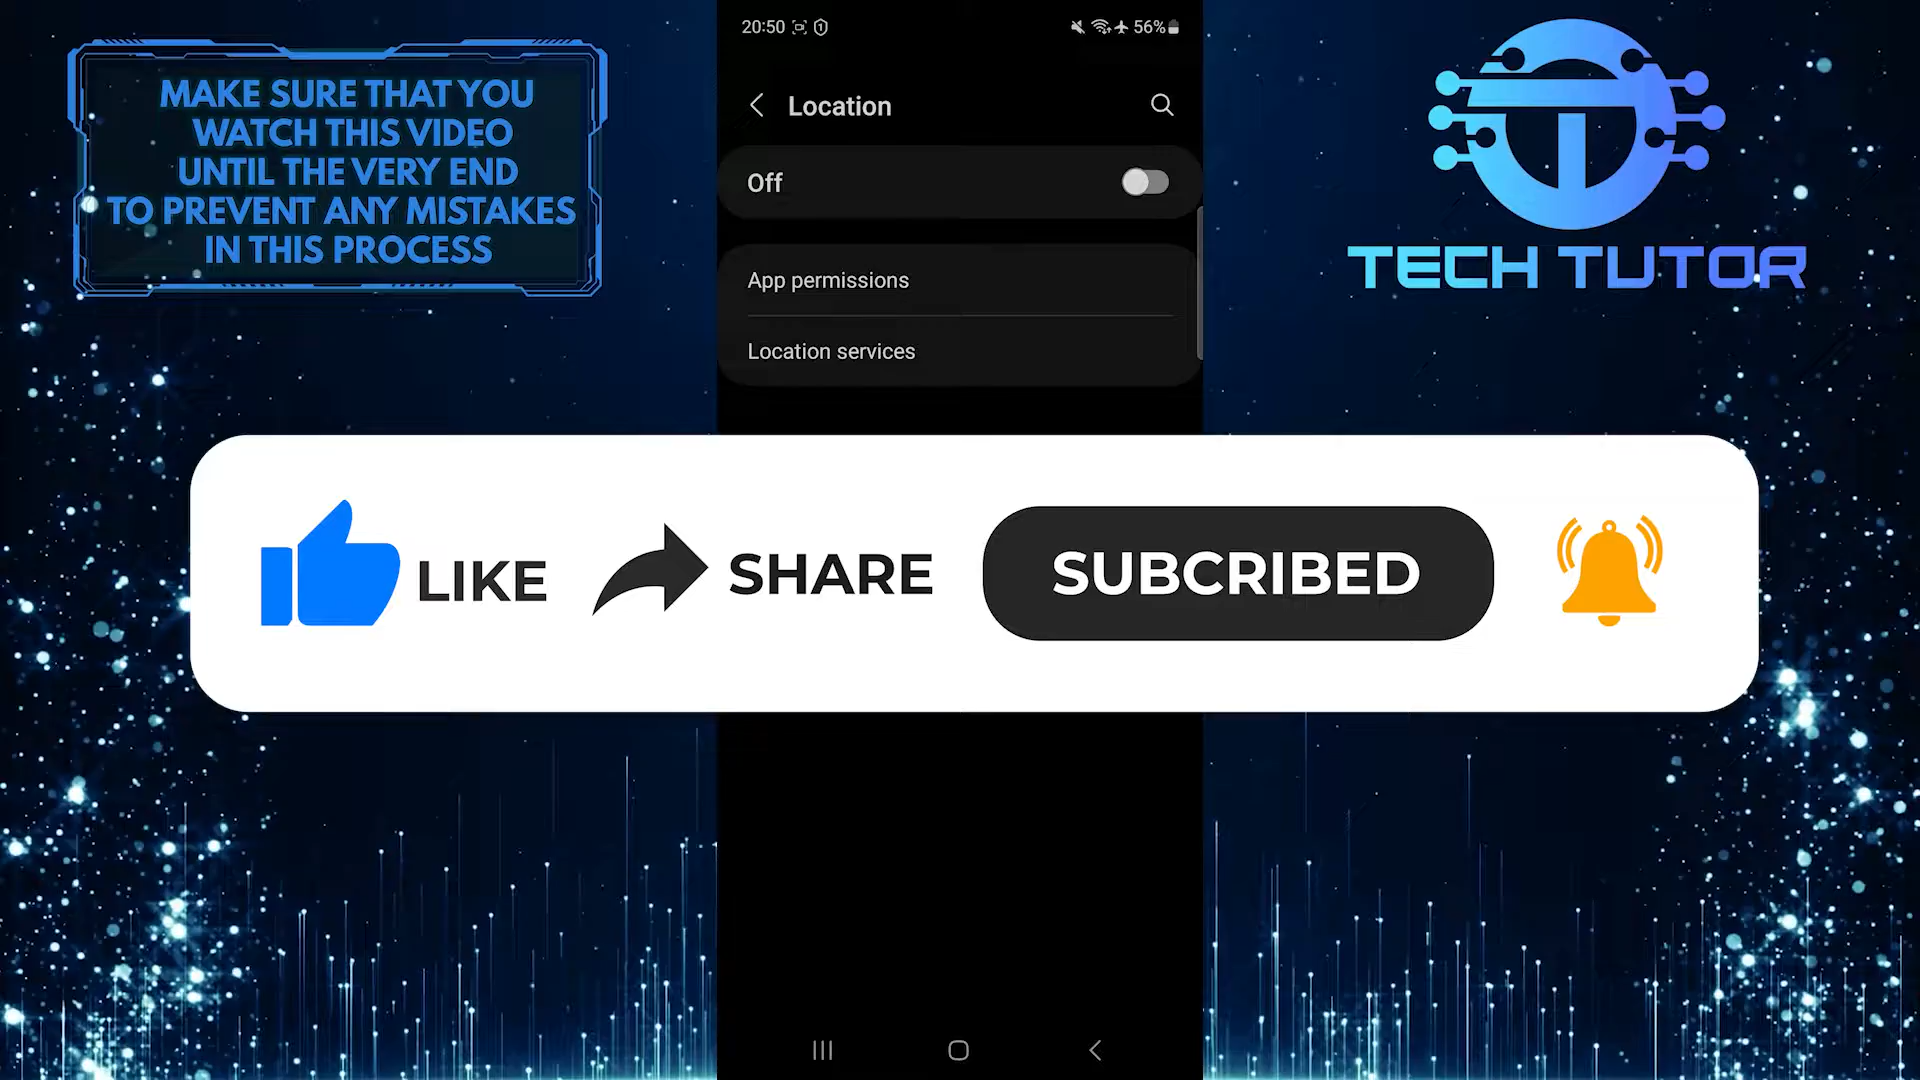 MAKE SURE THAT YOU
WATCH THIS VIDEO
UNTIL THE VERY END
TO PREVENT ANY MISTAKES
IN THIS PROCESS
20:50
56%
Location
Off
App permissions
Location services
TECH TUTOR
LIKE
SHARE
SUBCRIBED